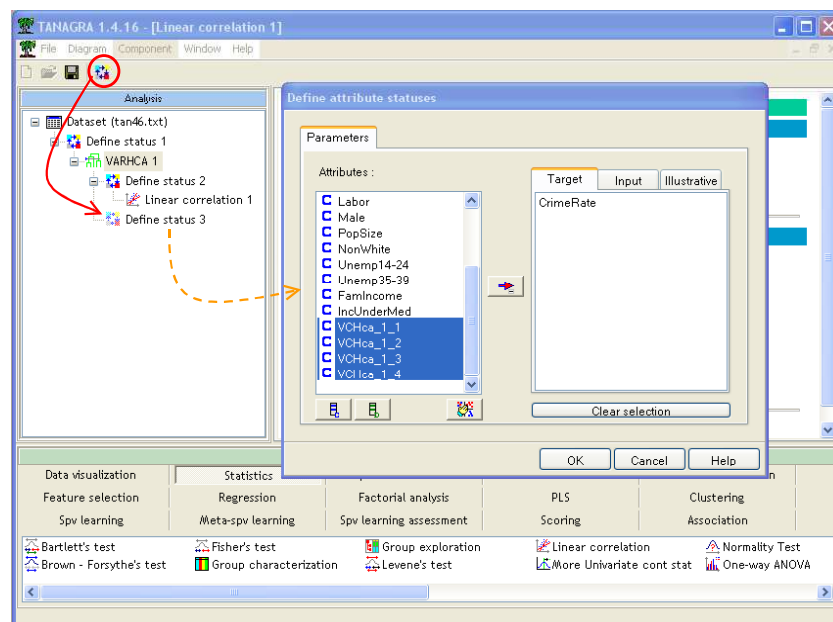 TANAGRA 1.4.16 - [Linear correlation 1]
File Diagram Component Window Help
Analysis
Dataset (tan46.txt)
Define status 1
VARHCA 1
Define status 2
Linear correlation 1
Define status 3
Define attribute statuses
Parameters
Attributes :
Labor
Male
PopSize
NonWhite
Unemp14-24
Unemp35-39
FamIncome
IncUnderMed
VCHca_1_1
VCHca_1_2
VCHca_1_3
VCHca_1_4
Target Input Illustrative
CrimeRate
Clear selection
OK Cancel Help
Data visualization Statistics
Feature selection Regression Factorial analysis PLS Clustering
Spv learning Meta-spv learning Spv learning assessment Scoring Association
Bartlett's test Fisher's test Group exploration Linear correlation Normality Test
Brown - Forsythe's test Group characterization Levene's test More Univariate cont stat One-way ANOVA